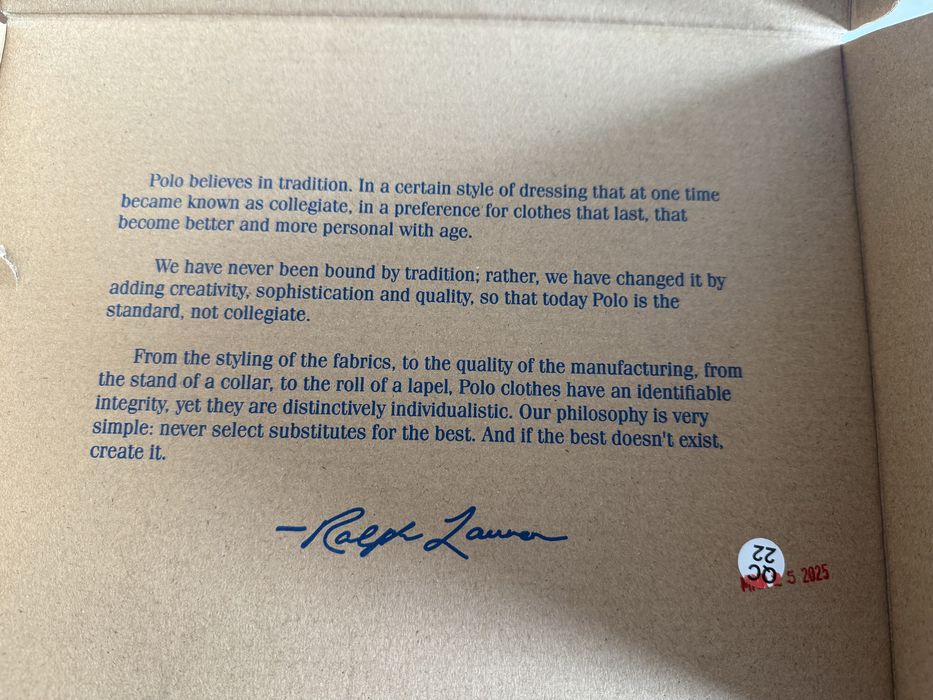 Polo believes in tradition. In a certain style of dressing that at one time
became known as collegiate, in a preference for clothes that last, that
become better and more personal with age.
We have never been bound by tradition; rather, we have changed it by
adding creativity, sophistication and quality, so that today Polo is the
standard, not collegiate.
From the styling of the fabrics, to the quality of the manufacturing, from
the stand of a collar, to the roll of a lapel, Polo clothes have an identifiable
integrity, yet they are distinctively individualistic. Our philosophy is very
simple: never select substitutes for the best. And if the best doesn't exist,
create it.
–Ralph Lauren
QC
22
5 2025